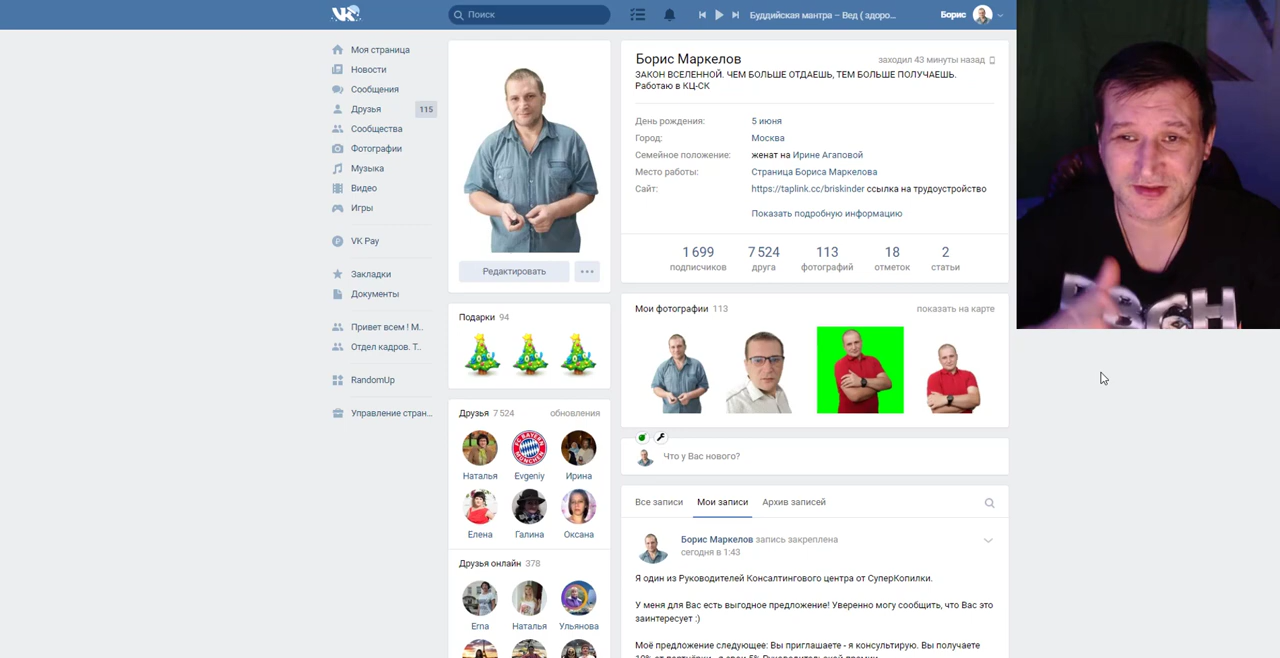 Поиск
Буддийская мантра – Вед ( здоро...
Борис
Моя страница
Новости
Сообщения
Друзья 115
Сообщества
Фотографии
Музыка
Видео
Игры
VK Pay
Закладки
Документы
Привет всем ! М..
Отдел кадров. Т..
RandomUp
Управление стран...
Редактировать
Подарки 94
Друзья 7 524 обновления
Наталья Evgeniy Ирина
Елена Галина Оксана
Друзья онлайн 378
Erna Наталья Ульянова
Борис Маркелов
заходил 43 минуты назад
ЗАКОН ВСЕЛЕННОЙ. ЧЕМ БОЛЬШЕ ОТДАЕШЬ, ТЕМ БОЛЬШЕ ПОЛУЧАЕШЬ.
Работаю в КЦ-СК
День рождения: 5 июня
Город: Москва
Семейное положение: женат на Ирине Агаповой
Место работы: Страница Бориса Маркелова
Сайт: https://taplink.cc/briskinder ссылка на трудоустройство
Показать подробную информацию
1 699 7 524 113 18 2
подписчиков друга фотографий отметок статьи
Мои фотографии 113 показать на карте
Что у Вас нового?
Все записи Мои записи Архив записей
Борис Маркелов запись закреплена
сегодня в 1:43
Я один из Руководителей Консалтингового центра от СуперКопилки.
У меня для Вас есть выгодное предложение! Уверенно могу сообщить, что Вас это
заинтересует :)
Моё предложение следующее: Вы приглашаете - я консультирую. Вы получаете